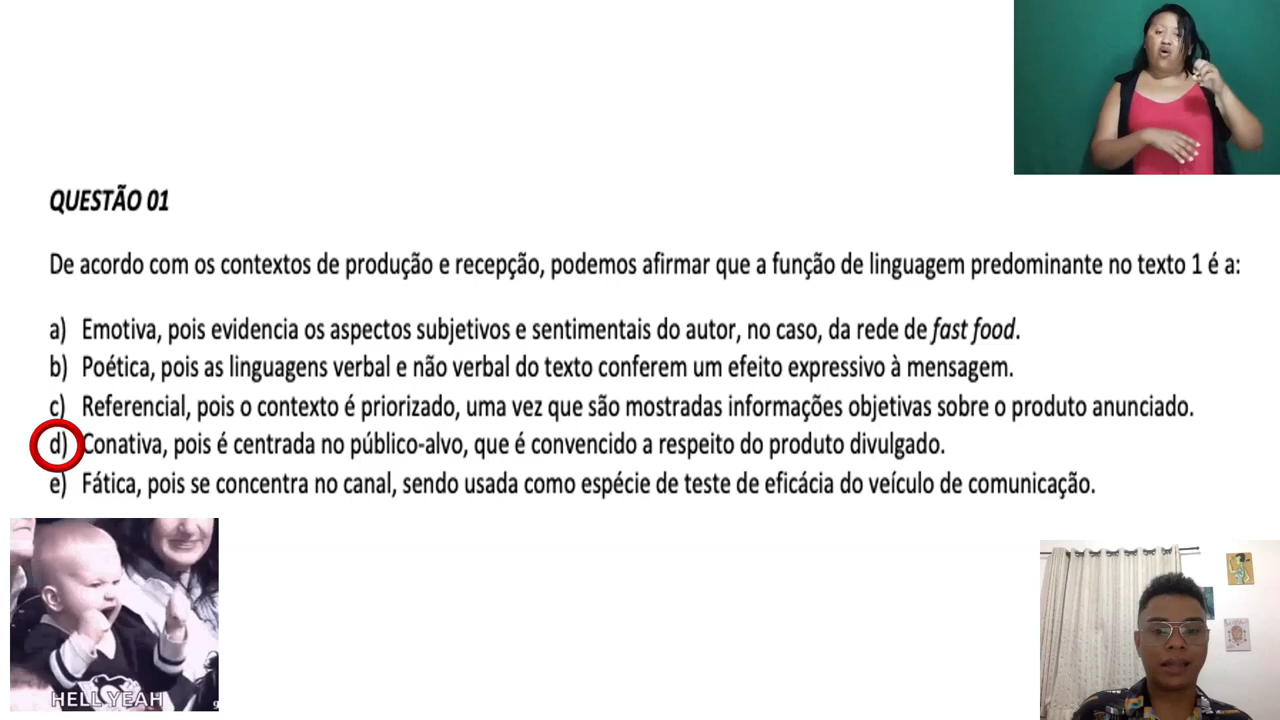 QUESTÃO 01
De acordo com os contextos de produção e recepção, podemos afirmar que a função de linguagem predominante no texto 1 é a:
a) Emotiva, pois evidencia os aspectos subjetivos e sentimentais do autor, no caso, da rede de fast food.
b) Poética, pois as linguagens verbal e não verbal do texto conferem um efeito expressivo à mensagem.
c) Referencial, pois o contexto é priorizado, uma vez que são mostradas informações objetivas sobre o produto anunciado.
d) Conativa, pois é centrada no público-alvo, que é convencido a respeito do produto divulgado.
e) Fática, pois se concentra no canal, sendo usada como espécie de teste de eficácia do veículo de comunicação.
HELL YEAH